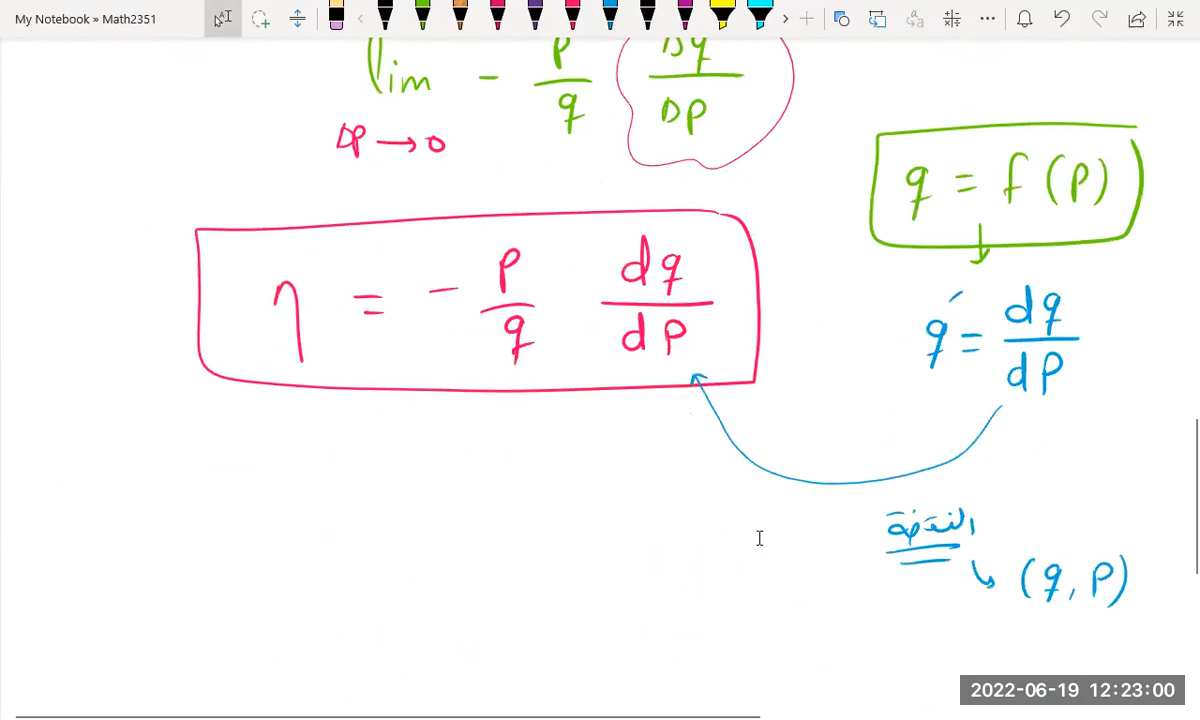 My Notebook » Math2351
lim - p/q Δq/Δp
Δp → 0
q = f(p)
η = - p/q dq/dp
q′ = dq/dp
النقطة
(q, p)
2022-06-19 12:23:00